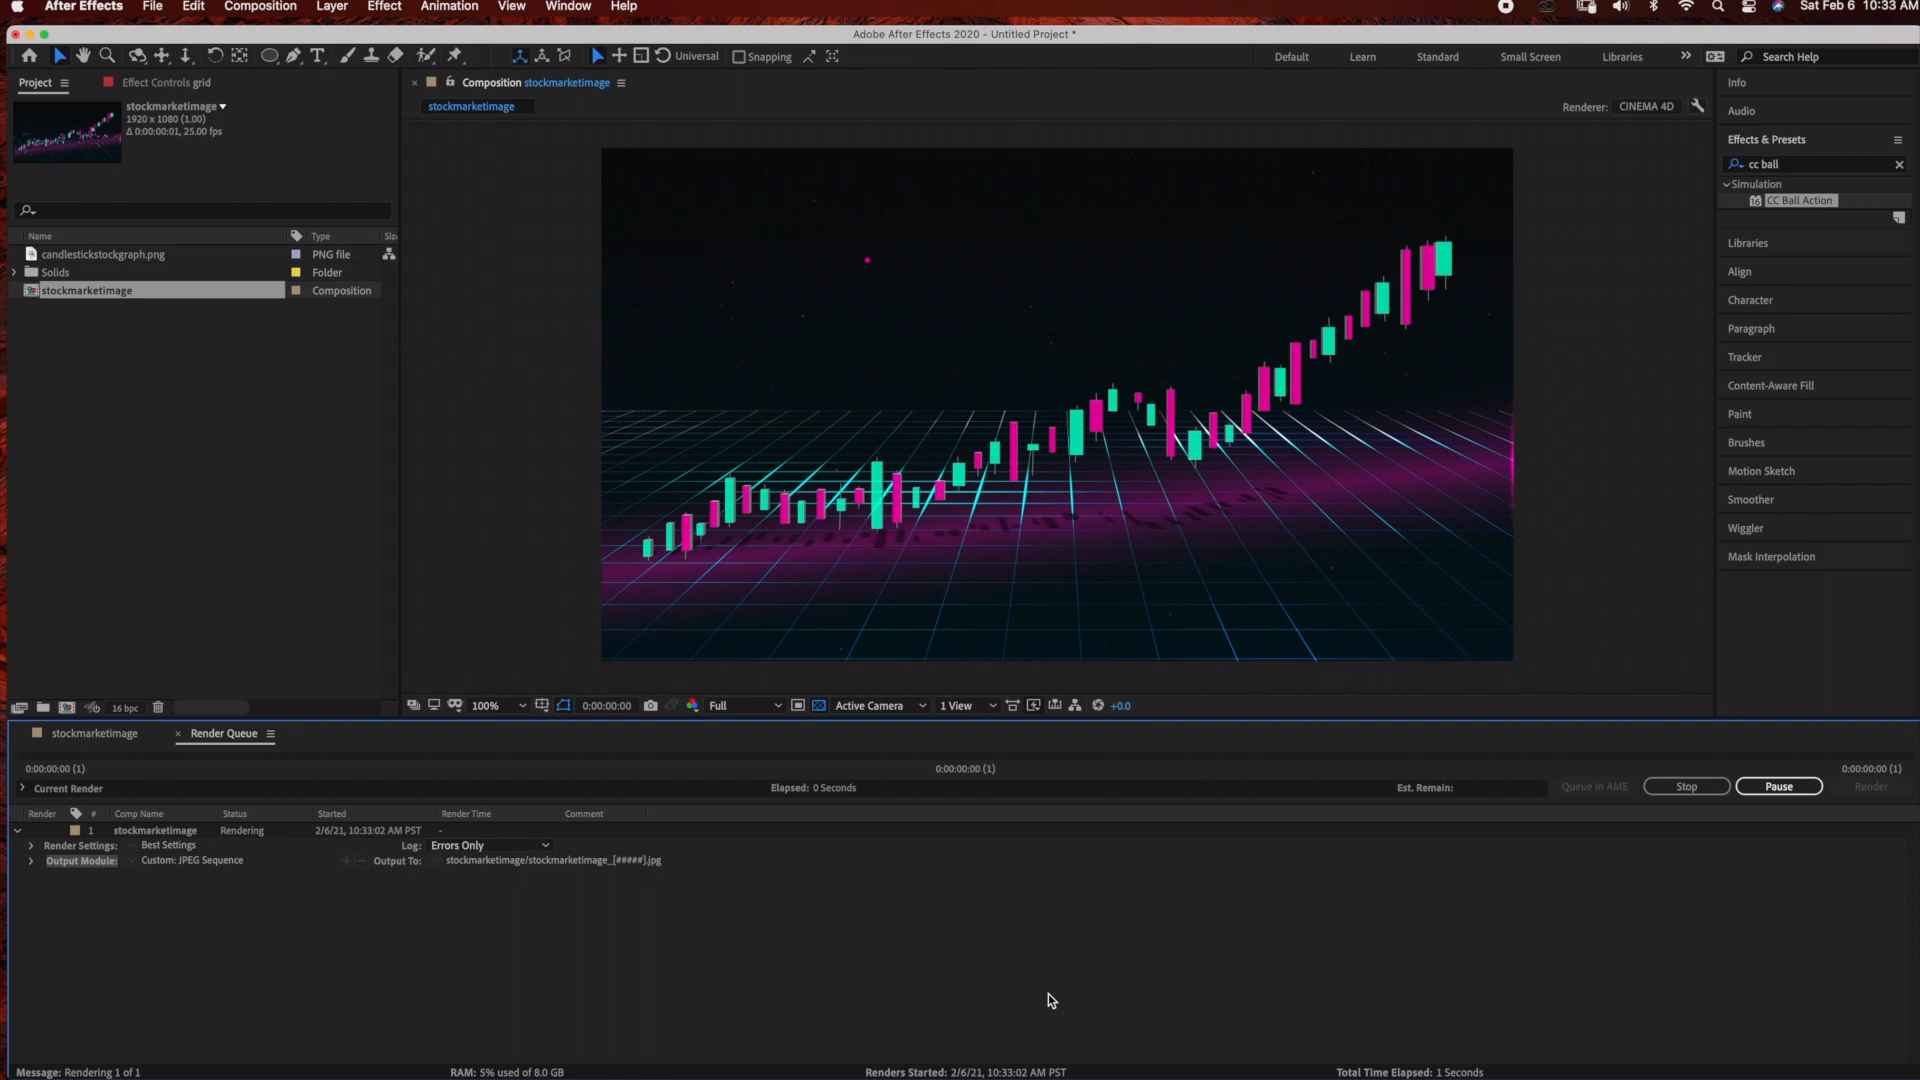 After Effects File Edit Composition Layer Effect Animation View Window Help Sat Feb 6 10:33 AM
Adobe After Effects 2020 - Untitled Project *
Universal Snapping Default Learn Standard Small Screen Libraries Search Help
Project Effect Controls grid Composition stockmarketimage Info
stockmarketimage
1920 x 1080 (1.00)
Δ 0:00:00:01, 25.00 fps
stockmarketimage
Renderer: CINEMA 4D
Audio
Effects & Presets
cc ball
Simulation
16 CC Ball Action
Name Type Siz
candlestickstockgraph.png PNG file
Solids Folder
stockmarketimage Composition
Libraries
Align
Character
Paragraph
Tracker
Content-Aware Fill
Paint
Brushes
Motion Sketch
Smoother
Wiggler
Mask Interpolation
16 bpc
100% 0:00:00:00 Full Active Camera 1 View +0.0
stockmarketimage Render Queue
0:00:00:00 (1) 0:00:00:00 (1) 0:00:00:00 (1)
Current Render Elapsed: 0 Seconds Est. Remain: Queue in AME Stop Pause Render
Render # Comp Name Status Started Render Time Comment
1 stockmarketimage Rendering 2/6/21, 10:33:02 AM PST -
Render Settings: Best Settings Log: Errors Only
Output Module: Custom: JPEG Sequence Output To: stockmarketimage/stockmarketimage_[#####].jpg
Message: Rendering 1 of 1 RAM: 5% used of 8.0 GB Renders Started: 2/6/21, 10:33:02 AM PST Total Time Elapsed: 1 Seconds